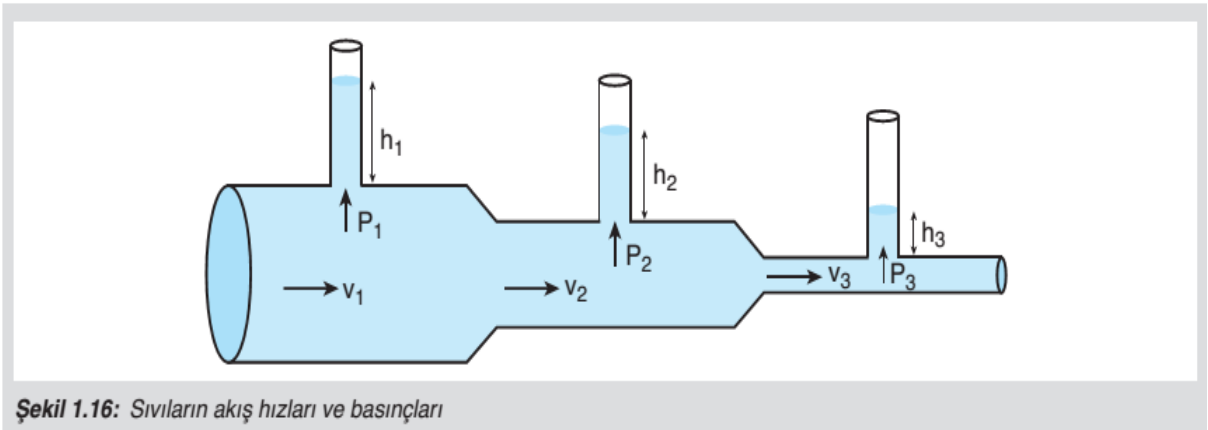 h₁
h₂
h₃
P₁
P₂
P₃
v₁
v₂
v₃
Şekil 1.16: Sıvıların akış hızları ve basınçları